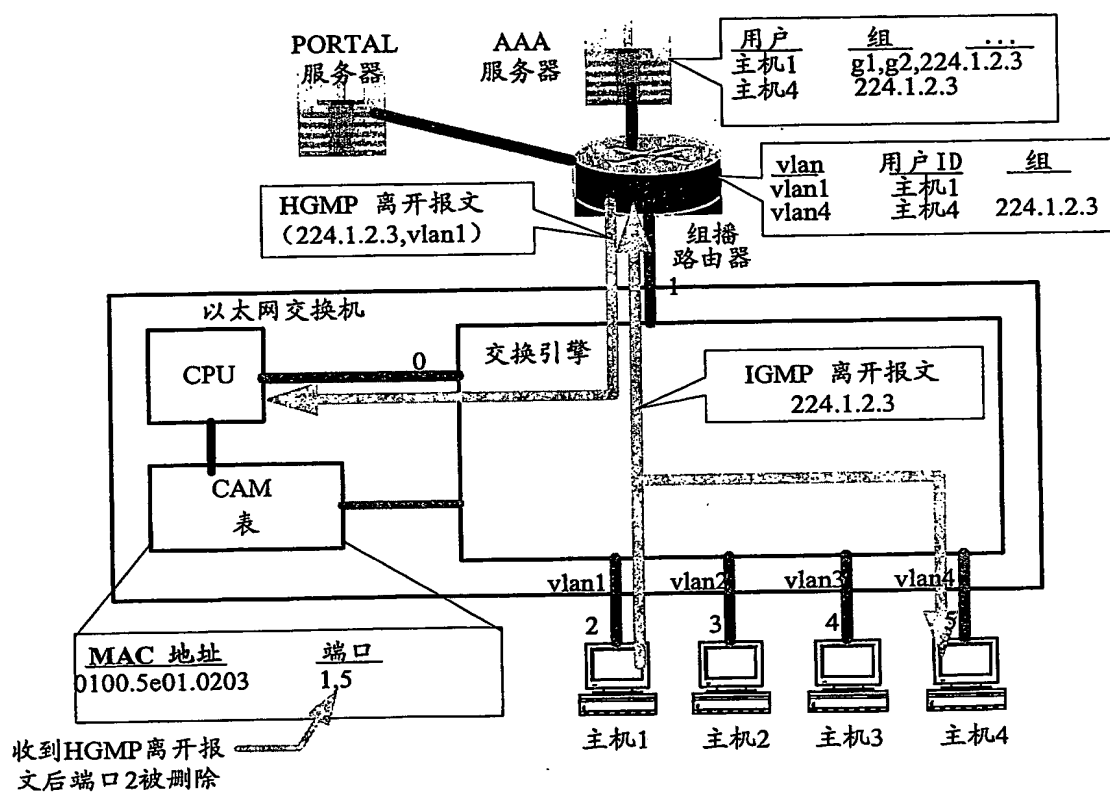 PORTAL
服务器
AAA
服务器
用户 组 ...
主机1 g1,g2,224.1.2.3
主机4 224.1.2.3
vlan 用户ID 组
vlan1 主机1
vlan4 主机4 224.1.2.3
HGMP 离开报文
(224.1.2.3,vlan1)
组播
路由器
1
以太网交换机
CPU
0
交换引擎
IGMP 离开报文
224.1.2.3
CAM
表
vlan1 vlan2 vlan3 vlan4
2 3 4 5
MAC 地址 端口
0100.5e01.0203 1,5
收到HGMP离开报
文后端口2被删除
主机1 主机2 主机3 主机4